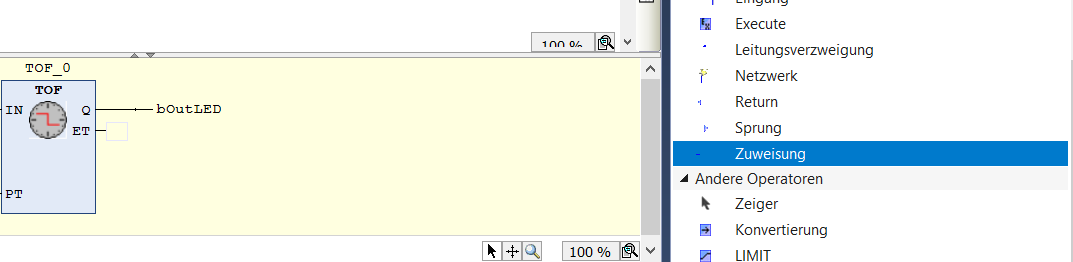 Eingang
Execute
Leitungsverzweigung
Netzwerk
Return
Sprung
Zuweisung
Andere Operatoren
Zeiger
Konvertierung
LIMIT
100 %
TOF_0
TOF
IN
Q
bOutLED
ET
PT
100 %